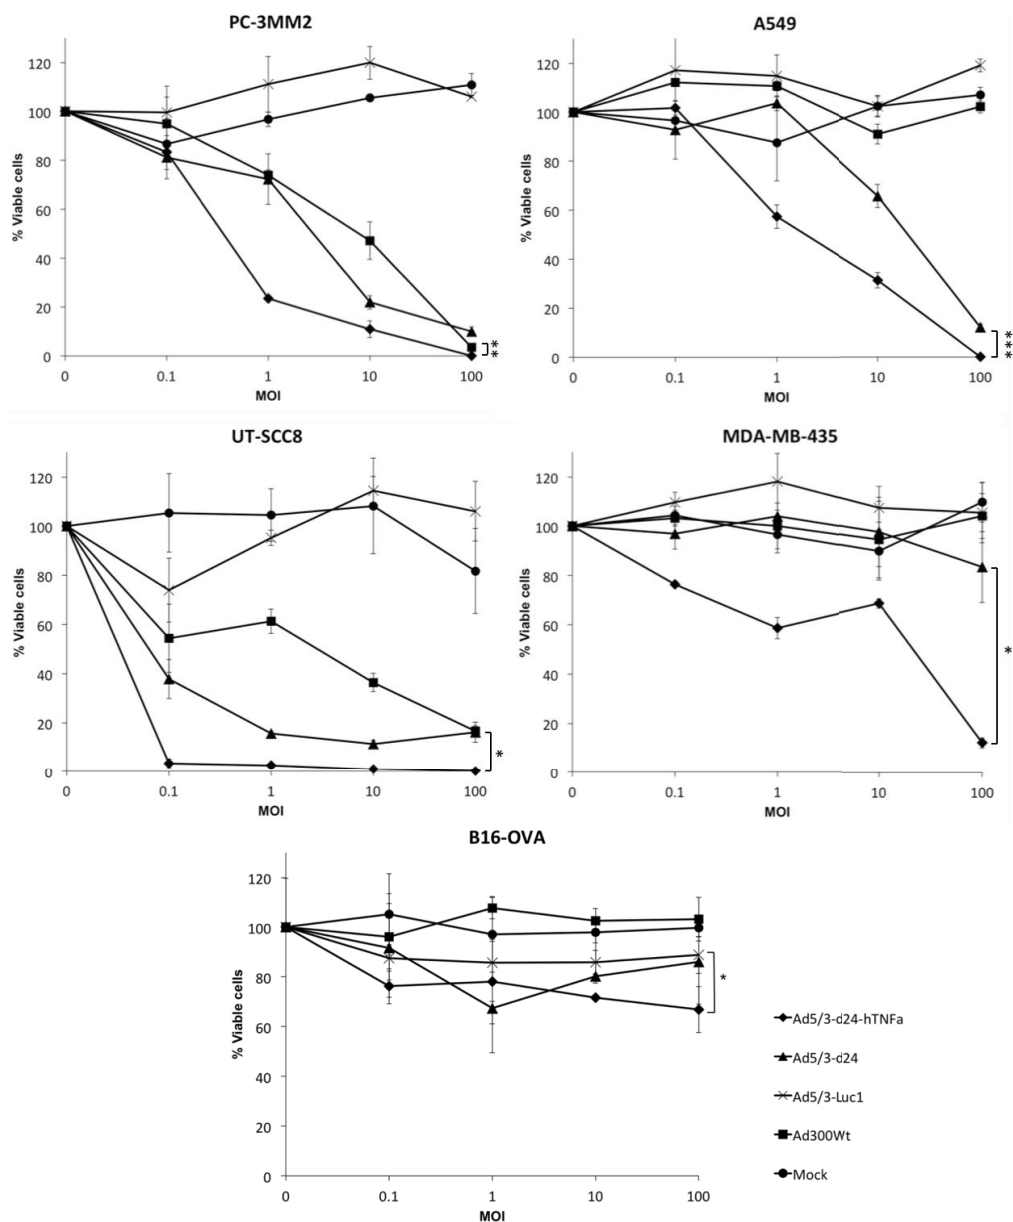 PC-3MM2
120
100
80
60
40
20
0
% Viable cells
0 0.1 1 10 100
MOI
**
A549
120
100
80
60
40
20
0
% Viable cells
0 0.1 1 10 100
MOI
***
UT-SCC8
120
100
80
60
40
20
0
% Viable cells
0 0.1 1 10 100
MOI
*
MDA-MB-435
120
100
80
60
40
20
0
% Viable cells
0 0.1 1 10 100
MOI
*
B16-OVA
120
100
80
60
40
20
0
% Viable cells
0 0.1 1 10 100
MOI
*
Ad5/3-d24-hTNFa
Ad5/3-d24
Ad5/3-Luc1
Ad300Wt
Mock